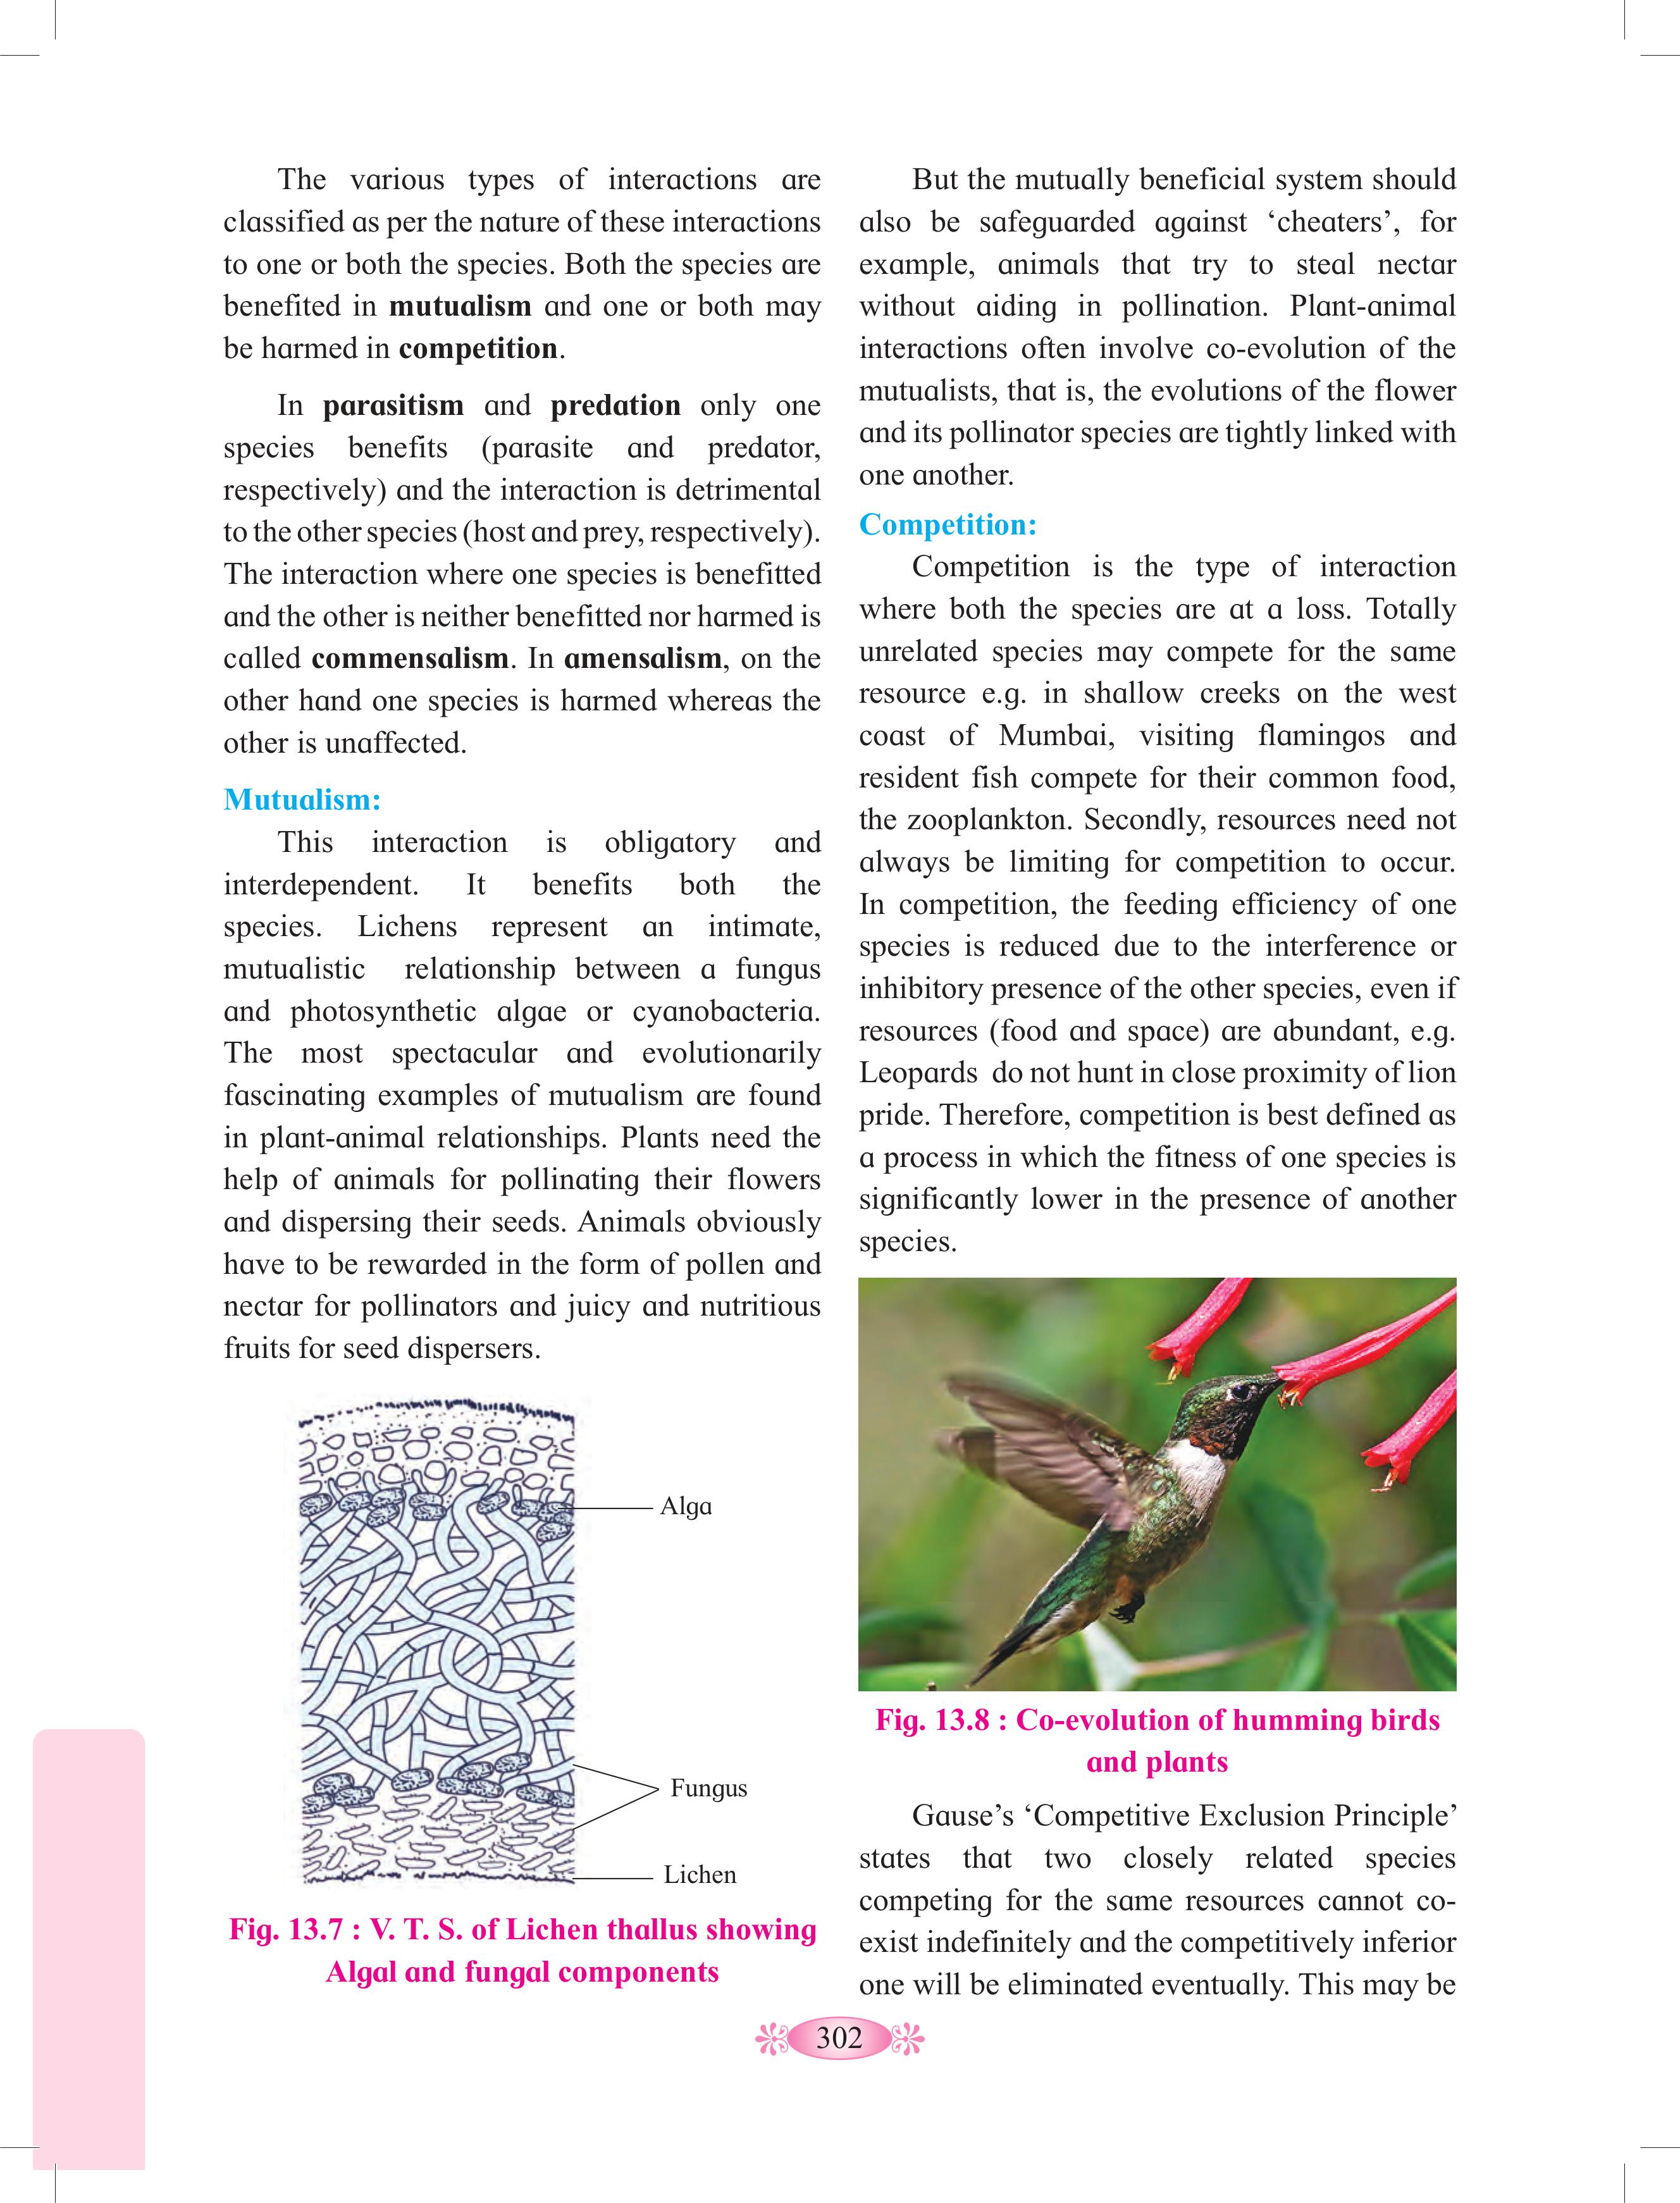 The various types of interactions are
classified as per the nature of these interactions
to one or both the species. Both the species are
benefited in mutualism and one or both may
be harmed in competition.
In parasitism and predation only one
species benefits (parasite and predator,
respectively) and the interaction is detrimental
to the other species (host and prey, respectively).
The interaction where one species is benefitted
and the other is neither benefitted nor harmed is
called commensalism. In amensalism, on the
other hand one species is harmed whereas the
other is unaffected.
Mutualism:
This interaction is obligatory and
interdependent. It benefits both the
species. Lichens represent an intimate,
mutualistic relationship between a fungus
and photosynthetic algae or cyanobacteria.
The most spectacular and evolutionarily
fascinating examples of mutualism are found
in plant-animal relationships. Plants need the
help of animals for pollinating their flowers
and dispersing their seeds. Animals obviously
have to be rewarded in the form of pollen and
nectar for pollinators and juicy and nutritious
fruits for seed dispersers.
Alga
Fungus
Lichen
Fig. 13.7 : V. T. S. of Lichen thallus showing
Algal and fungal components
But the mutually beneficial system should
also be safeguarded against ‘cheaters’, for
example, animals that try to steal nectar
without aiding in pollination. Plant-animal
interactions often involve co-evolution of the
mutualists, that is, the evolutions of the flower
and its pollinator species are tightly linked with
one another.
Competition:
Competition is the type of interaction
where both the species are at a loss. Totally
unrelated species may compete for the same
resource e.g. in shallow creeks on the west
coast of Mumbai, visiting flamingos and
resident fish compete for their common food,
the zooplankton. Secondly, resources need not
always be limiting for competition to occur.
In competition, the feeding efficiency of one
species is reduced due to the interference or
inhibitory presence of the other species, even if
resources (food and space) are abundant, e.g.
Leopards do not hunt in close proximity of lion
pride. Therefore, competition is best defined as
a process in which the fitness of one species is
significantly lower in the presence of another
species.
Fig. 13.8 : Co-evolution of humming birds
and plants
Gause’s ‘Competitive Exclusion Principle’
states that two closely related species
competing for the same resources cannot co-
exist indefinitely and the competitively inferior
one will be eliminated eventually. This may be
302